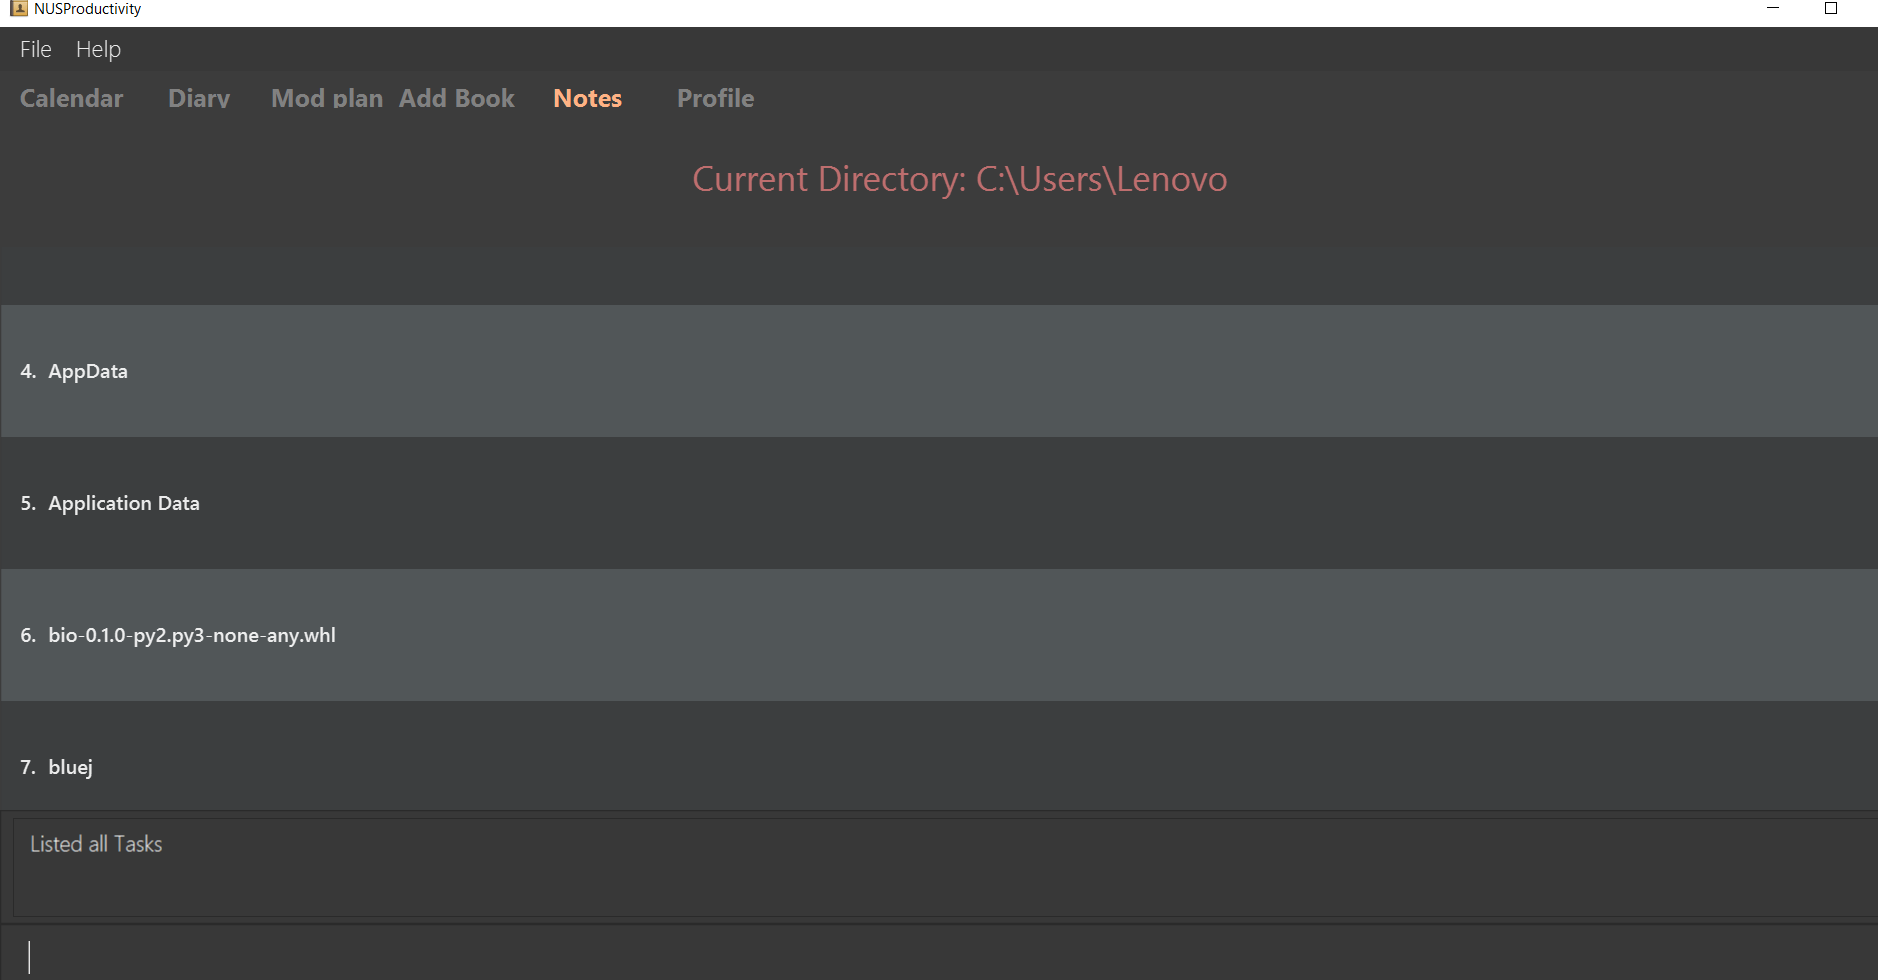 NUSProductivity
File Help
Calendar Diary Mod plan Add Book Notes Profile
Current Directory: C:\Users\Lenovo
4. AppData
5. Application Data
6. bio-0.1.0-py2.py3-none-any.whl
7. bluej
Listed all Tasks